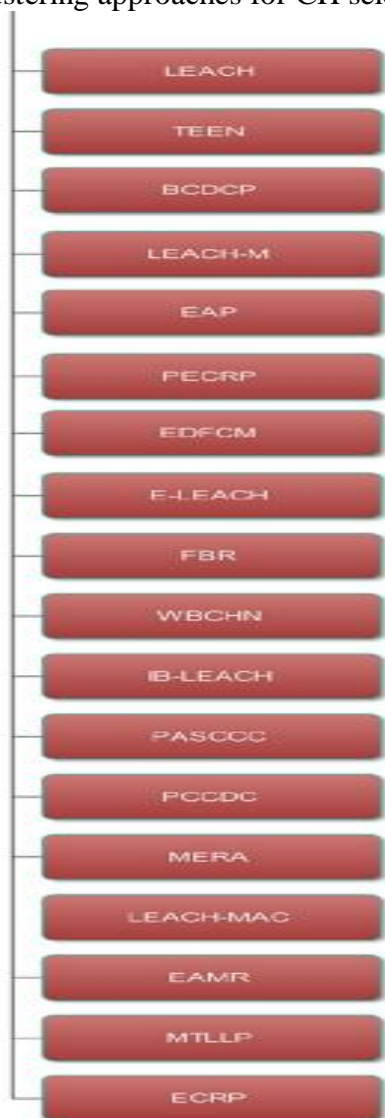 LEACH
TEEN
BCDCP
LEACH-M
EAP
PECRP
EDFCM
E-LEACH
FBR
WBCHN
IB-LEACH
PASCCC
PCCDC
MERA
LEACH-MAC
EAMR
MTLLP
ECRP